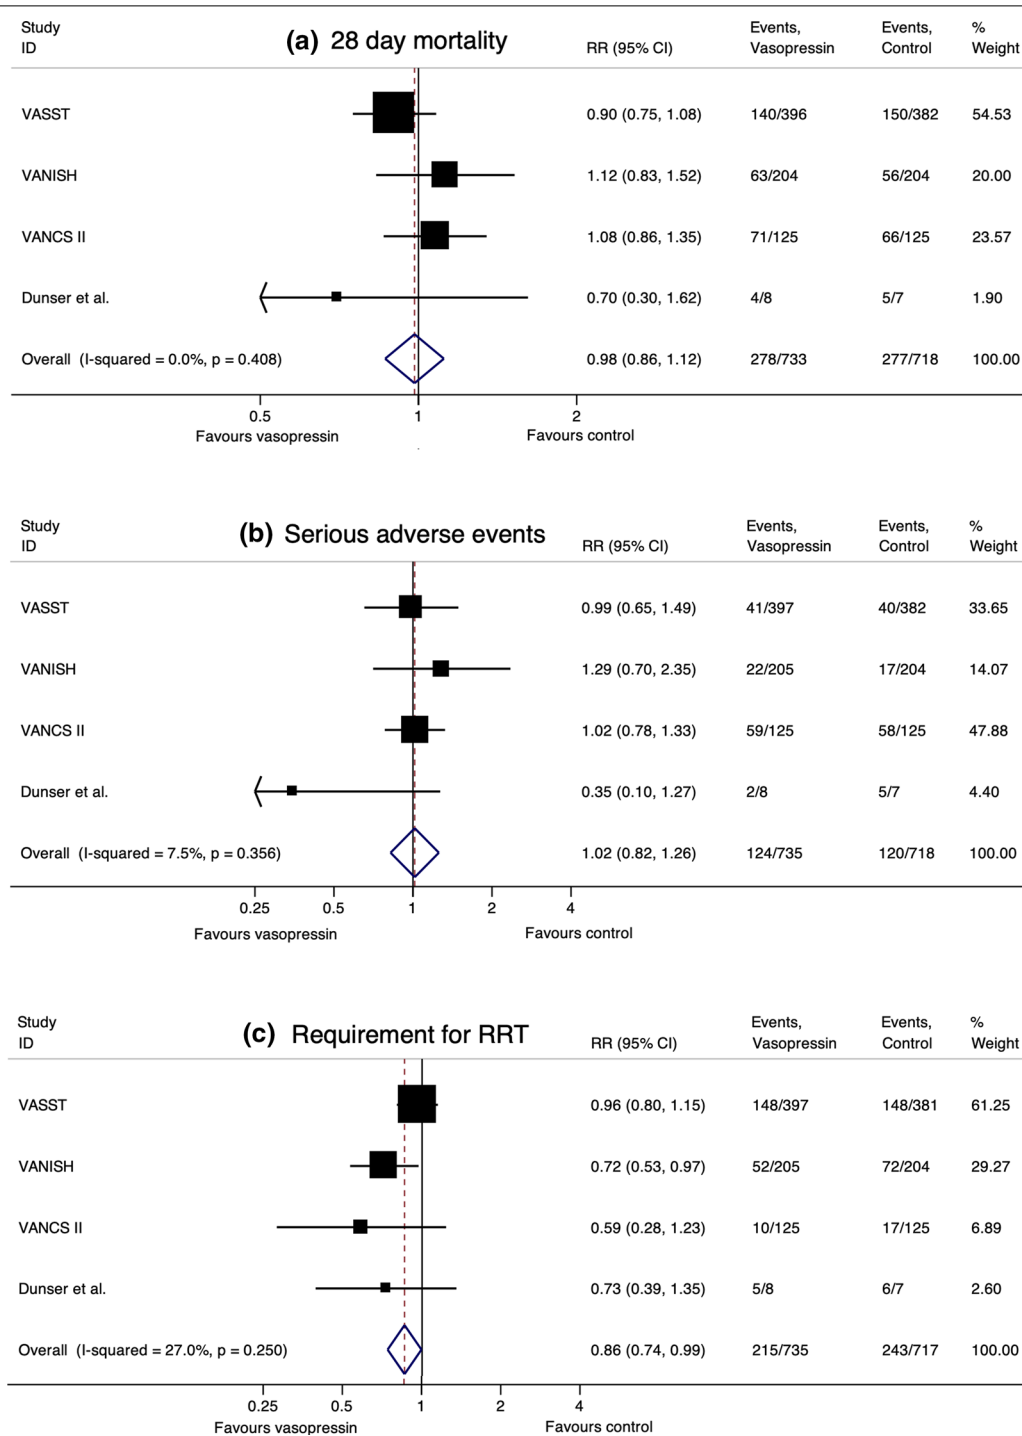 Study ID (a) 28 day mortality RR (95% CI) Events, Vasopressin Events, Control % Weight
VASST 0.90 (0.75, 1.08) 140/396 150/382 54.53
VANISH 1.12 (0.83, 1.52) 63/204 56/204 20.00
VANCS II 1.08 (0.86, 1.35) 71/125 66/125 23.57
Dunser et al. 0.70 (0.30, 1.62) 4/8 5/7 1.90
Overall (I-squared = 0.0%, p = 0.408) 0.98 (0.86, 1.12) 278/733 277/718 100.00
0.5 1 2
Favours vasopressin Favours control
Study ID (b) Serious adverse events RR (95% CI) Events, Vasopressin Events, Control % Weight
VASST 0.99 (0.65, 1.49) 41/397 40/382 33.65
VANISH 1.29 (0.70, 2.35) 22/205 17/204 14.07
VANCS II 1.02 (0.78, 1.33) 59/125 58/125 47.88
Dunser et al. 0.35 (0.10, 1.27) 2/8 5/7 4.40
Overall (I-squared = 7.5%, p = 0.356) 1.02 (0.82, 1.26) 124/735 120/718 100.00
0.25 0.5 1 2 4
Favours vasopressin Favours control
Study ID (c) Requirement for RRT RR (95% CI) Events, Vasopressin Events, Control % Weight
VASST 0.96 (0.80, 1.15) 148/397 148/381 61.25
VANISH 0.72 (0.53, 0.97) 52/205 72/204 29.27
VANCS II 0.59 (0.28, 1.23) 10/125 17/125 6.89
Dunser et al. 0.73 (0.39, 1.35) 5/8 6/7 2.60
Overall (I-squared = 27.0%, p = 0.250) 0.86 (0.74, 0.99) 215/735 243/717 100.00
0.25 0.5 1 2 4
Favours vasopressin Favours control